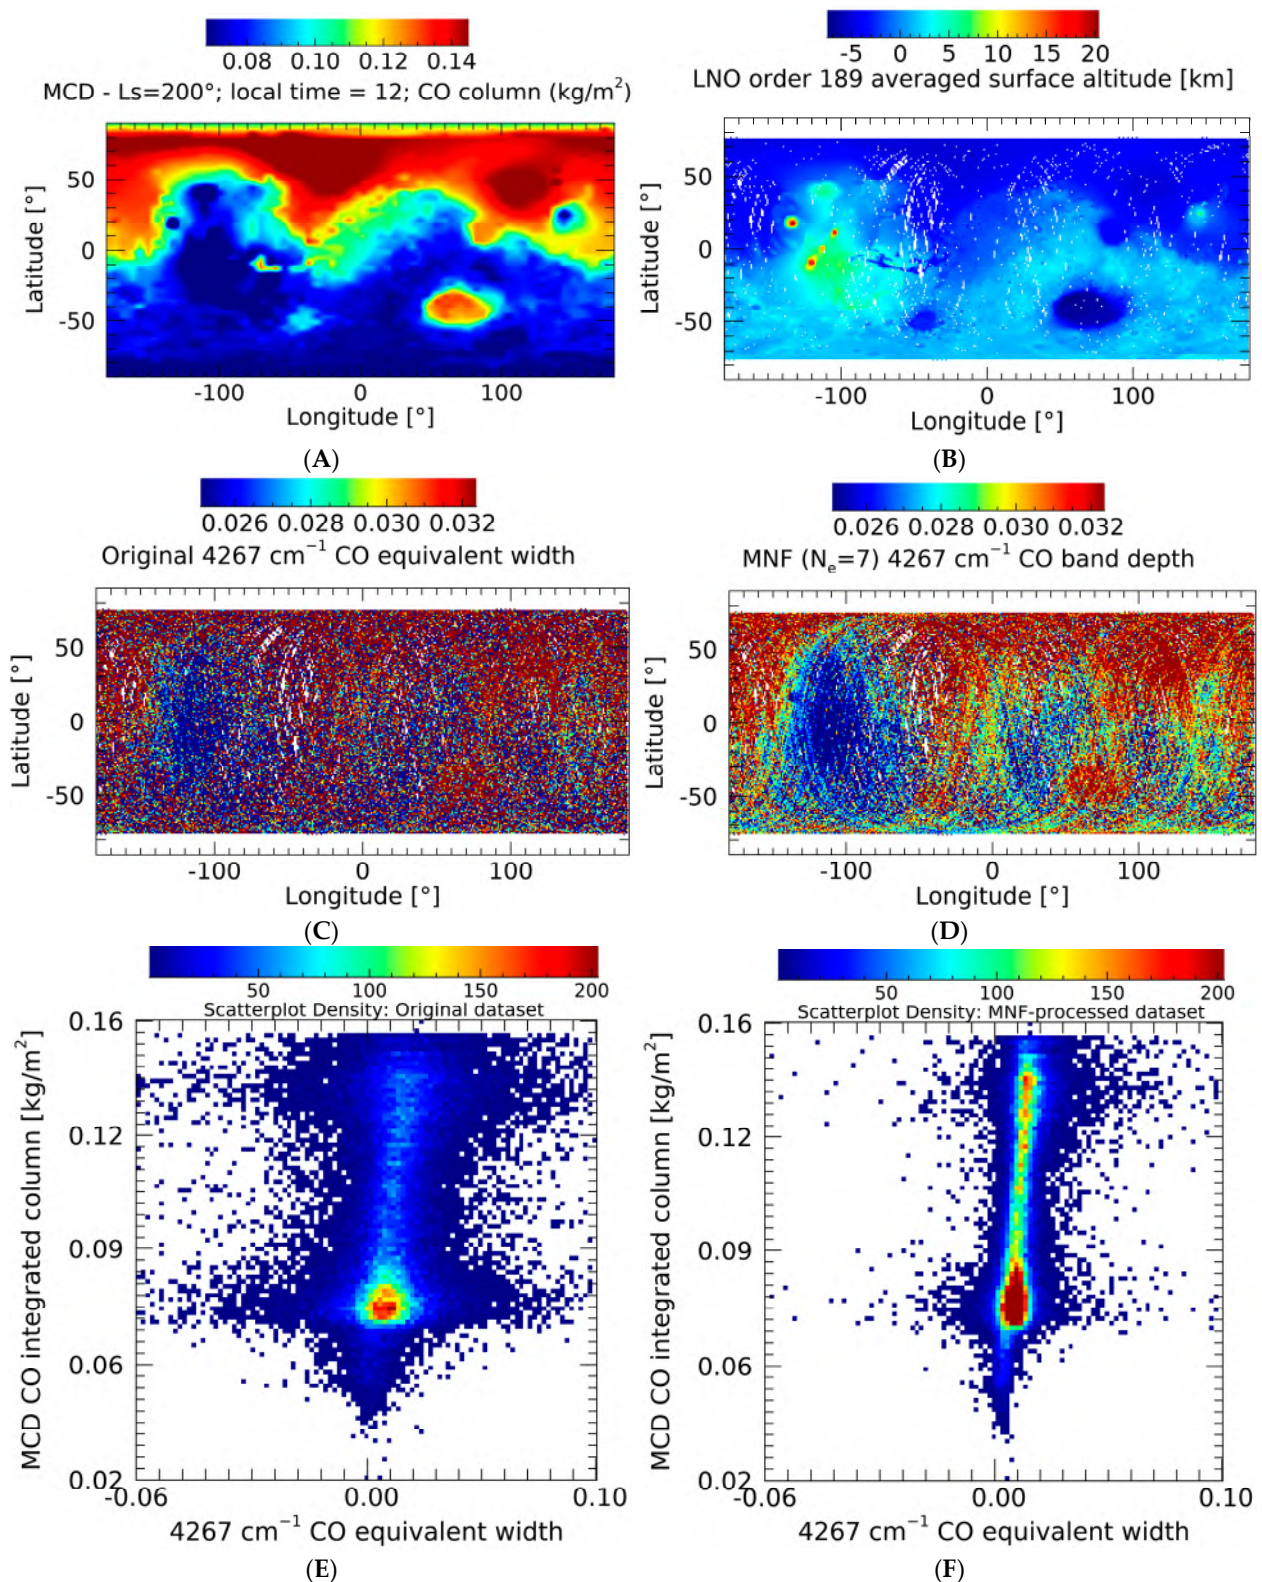 0.08 0.10 0.12 0.14
MCD - Ls=200°; local time = 12; CO column (kg/m²)
50
0
-50
Latitude [°]
-100 0 100
Longitude [°]
(A)
-5 0 5 10 15 20
LNO order 189 averaged surface altitude [km]
50
0
-50
Latitude [°]
-100 0 100
Longitude [°]
(B)
0.026 0.028 0.030 0.032
Original 4267 cm⁻¹ CO equivalent width
50
0
-50
Latitude [°]
-100 0 100
Longitude [°]
(C)
0.026 0.028 0.030 0.032
MNF (Nₑ=7) 4267 cm⁻¹ CO band depth
50
0
-50
Latitude [°]
-100 0 100
Longitude [°]
(D)
50 100 150 200
Scatterplot Density: Original dataset
0.16
0.12
0.09
0.06
0.02
MCD CO integrated column [kg/m²]
-0.06 0.00 0.10
4267 cm⁻¹ CO equivalent width
(E)
50 100 150 200
Scatterplot Density: MNF-processed dataset
0.16
0.12
0.09
0.06
0.02
MCD CO integrated column [kg/m²]
-0.06 0.00 0.10
4267 cm⁻¹ CO equivalent width
(F)